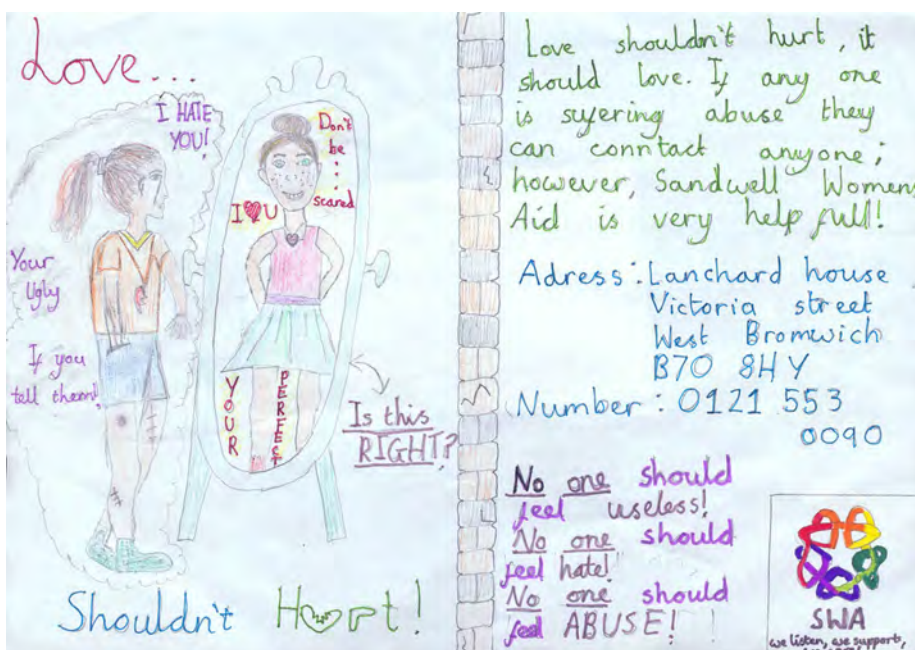 Love...
I HATE
YOU!
Don't
be
scared
I U
Your
Ugly
If you
tell
YOUR
PERFECT
Is this
RIGHT?
Shouldn't Hurt!
Love shouldn't hurt, it
should love. If any one
is sufering abuse they
can conntact anyone;
however, Sandwell Womens
Aid is very help full!
Adress: Lanchard house
Victoria street
West Bromwich
B70 8HY
Number: 0121 553
0090
No one should
feel useless!
No one should
feel hate!
No one should
feel ABUSE!
SWA
we listen, we support,